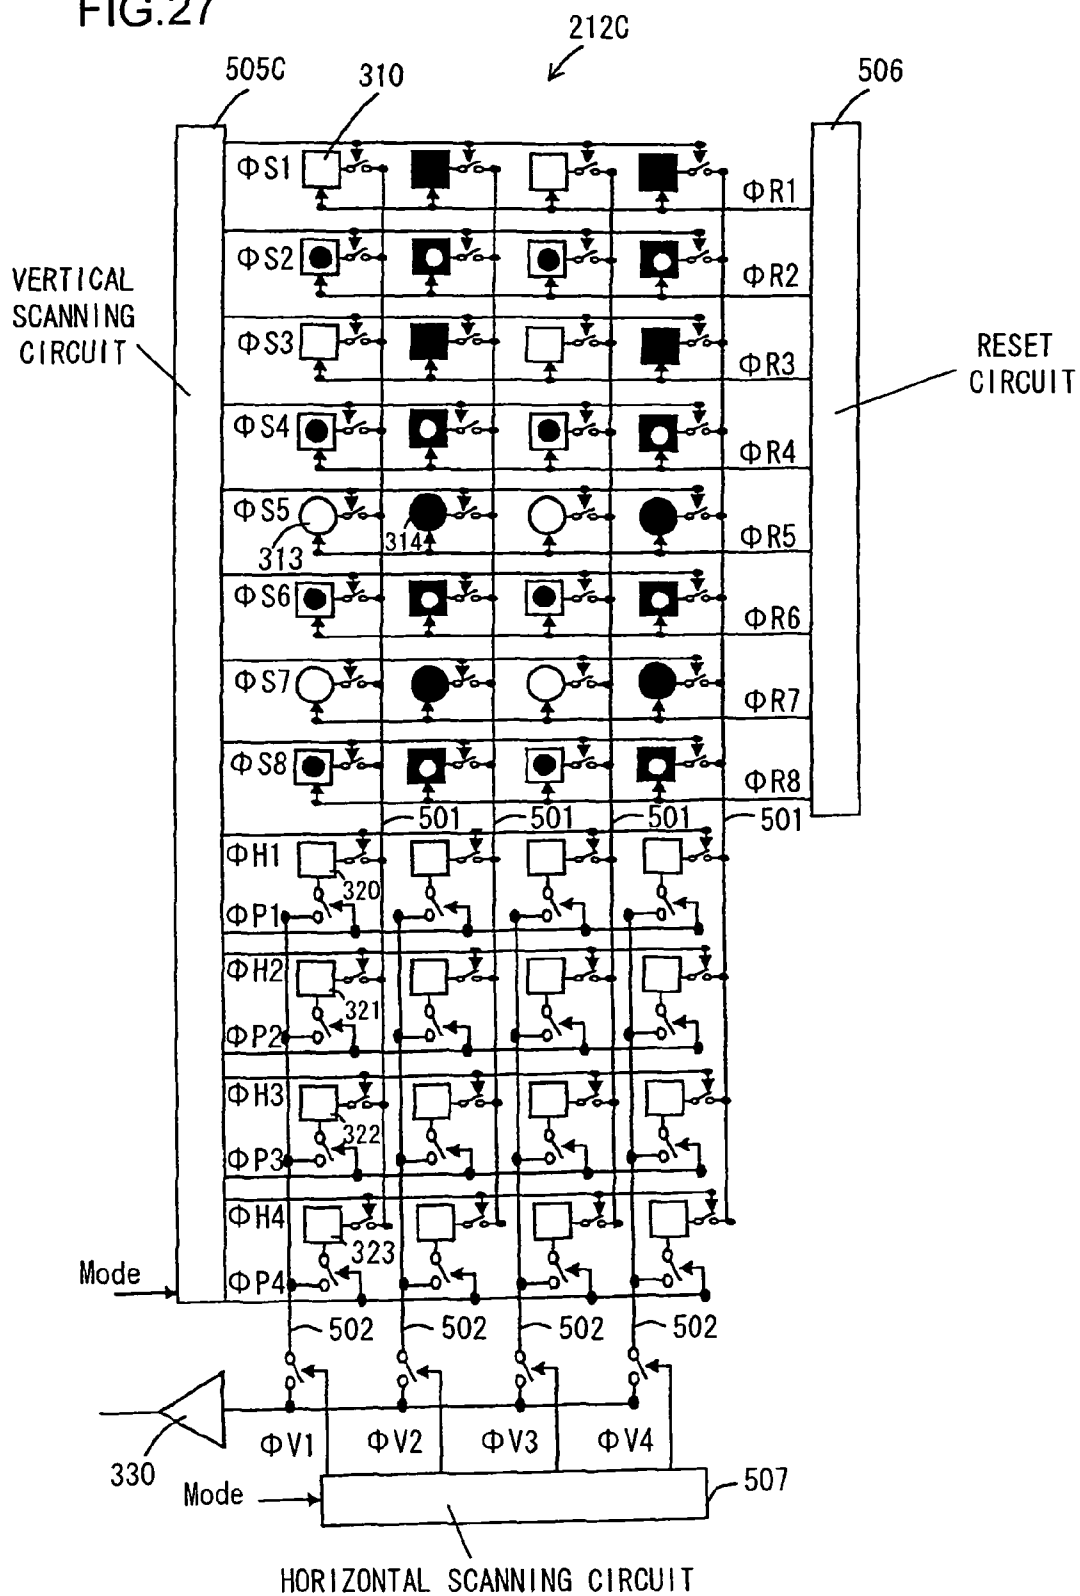 FIG.27
212C
505C
310
506
ΦS1
ΦR1
ΦS2
ΦR2
VERTICAL
SCANNING
CIRCUIT
ΦS3
ΦR3
RESET
CIRCUIT
ΦS4
ΦR4
ΦS5
313
314
ΦR5
ΦS6
ΦR6
ΦS7
ΦR7
ΦS8
ΦR8
501
501
501
501
ΦH1
320
ΦP1
ΦH2
321
ΦP2
ΦH3
322
ΦP3
ΦH4
323
Mode
ΦP4
502
502
502
502
330
ΦV1
ΦV2
ΦV3
ΦV4
Mode
507
HORIZONTAL SCANNING CIRCUIT